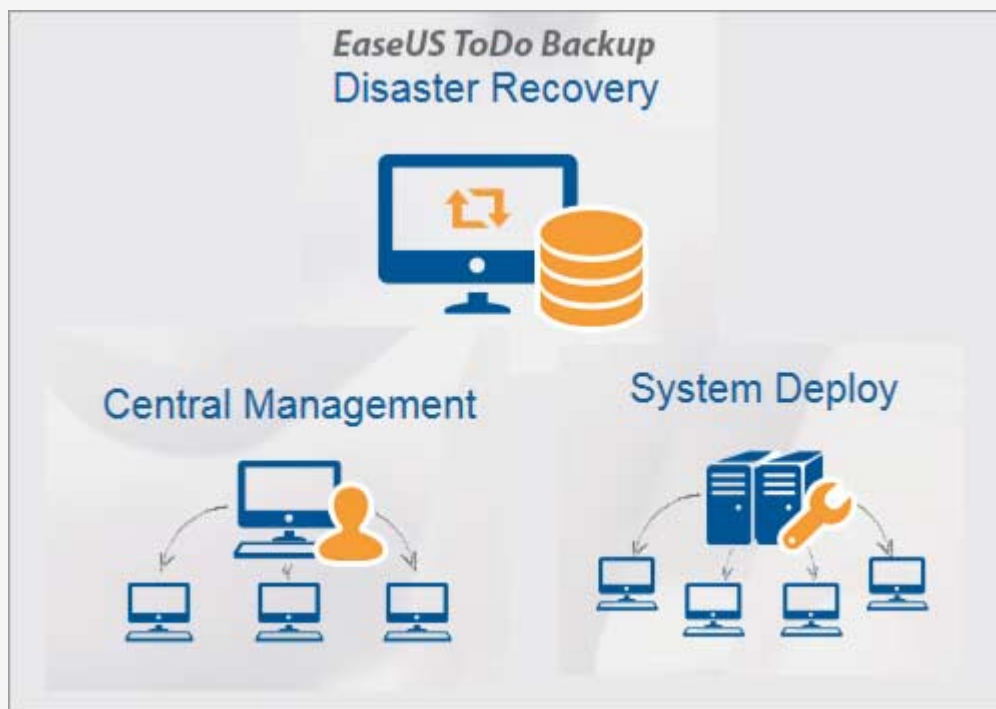 EaseUS ToDo Backup
Disaster Recovery
Central Management
System Deploy